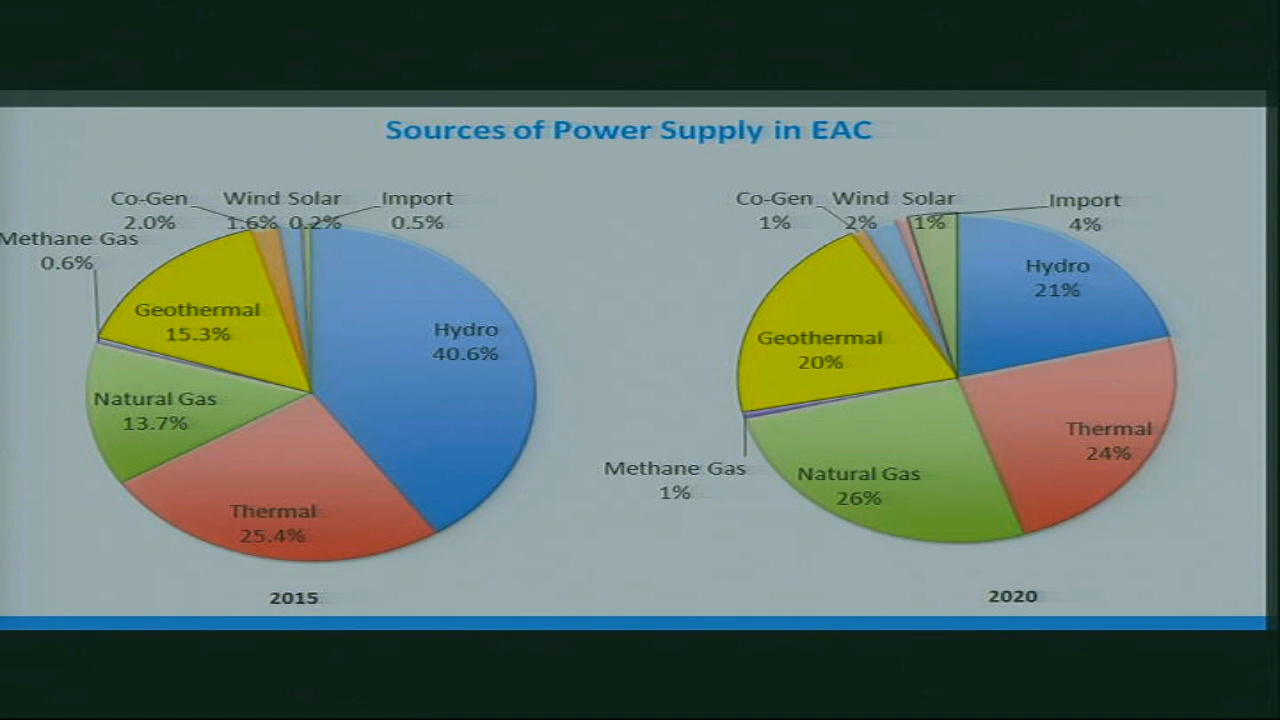 Sources of Power Supply in EAC
Co-Gen
2.0%
Wind
1.6%
Solar
0.2%
Import
0.5%
Methane Gas
0.6%
Geothermal
15.3%
Hydro
40.6%
Natural Gas
13.7%
Thermal
25.4%
2015
Co-Gen
1%
Wind
2%
Solar
1%
Import
4%
Hydro
21%
Geothermal
20%
Thermal
24%
Methane Gas
1%
Natural Gas
26%
2020